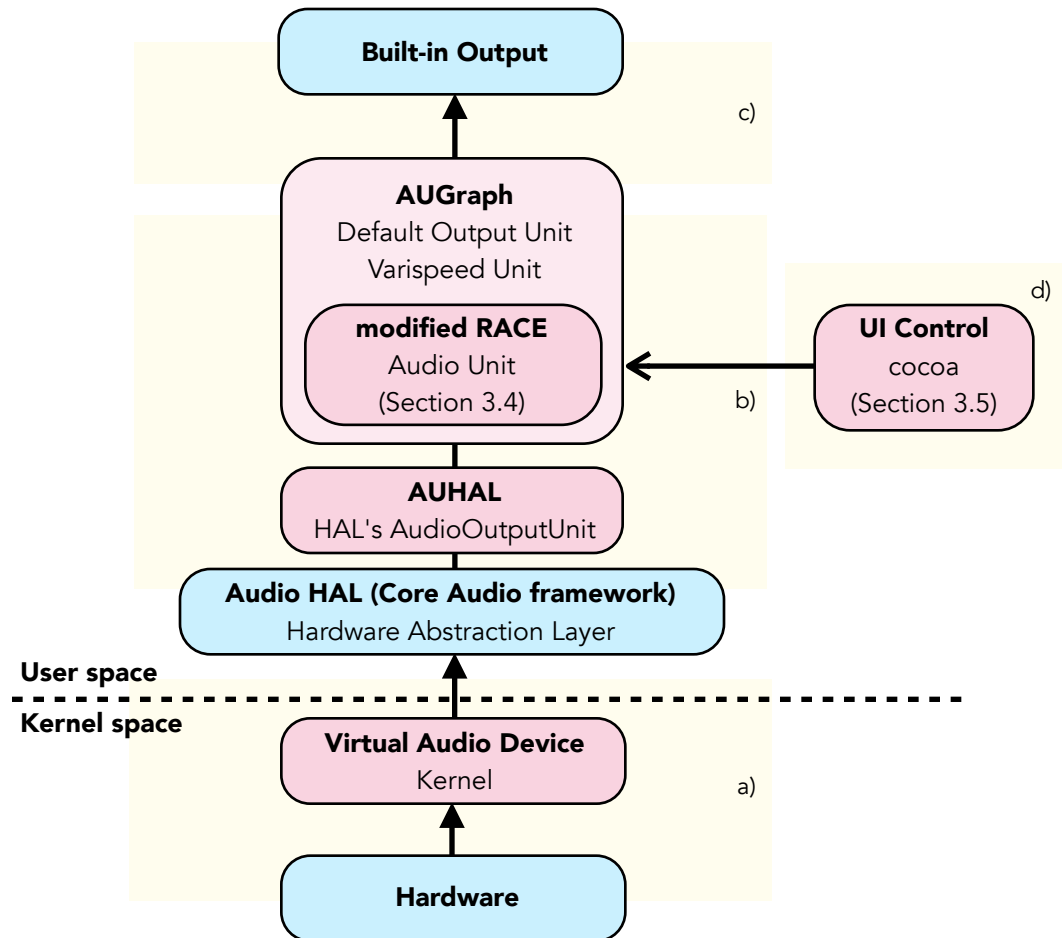 Built-in Output
c)
AUGraph
Default Output Unit
Varispeed Unit
d)
modified RACE
Audio Unit
(Section 3.4)
UI Control
cocoa
(Section 3.5)
b)
AUHAL
HAL's AudioOutputUnit
Audio HAL (Core Audio framework)
Hardware Abstraction Layer
User space
Kernel space
Virtual Audio Device
Kernel
a)
Hardware